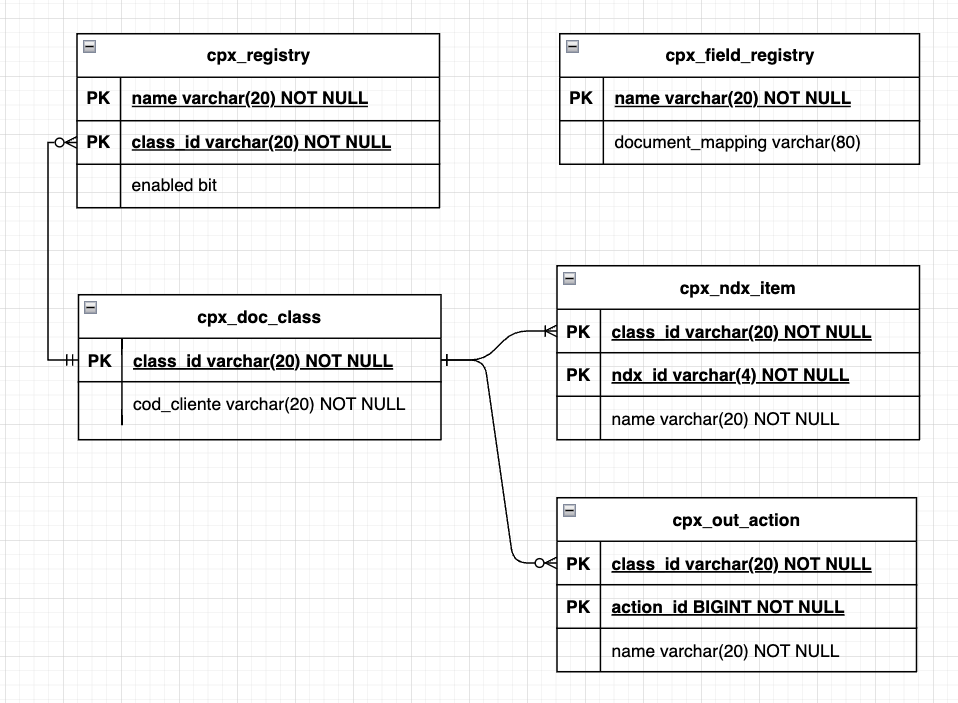 cpx_registry
PK name varchar(20) NOT NULL
PK class_id varchar(20) NOT NULL
enabled bit
cpx_field_registry
PK name varchar(20) NOT NULL
document_mapping varchar(80)
cpx_doc_class
PK class_id varchar(20) NOT NULL
cod_cliente varchar(20) NOT NULL
cpx_ndx_item
PK class_id varchar(20) NOT NULL
PK ndx_id varchar(4) NOT NULL
name varchar(20) NOT NULL
cpx_out_action
PK class_id varchar(20) NOT NULL
PK action_id BIGINT NOT NULL
name varchar(20) NOT NULL